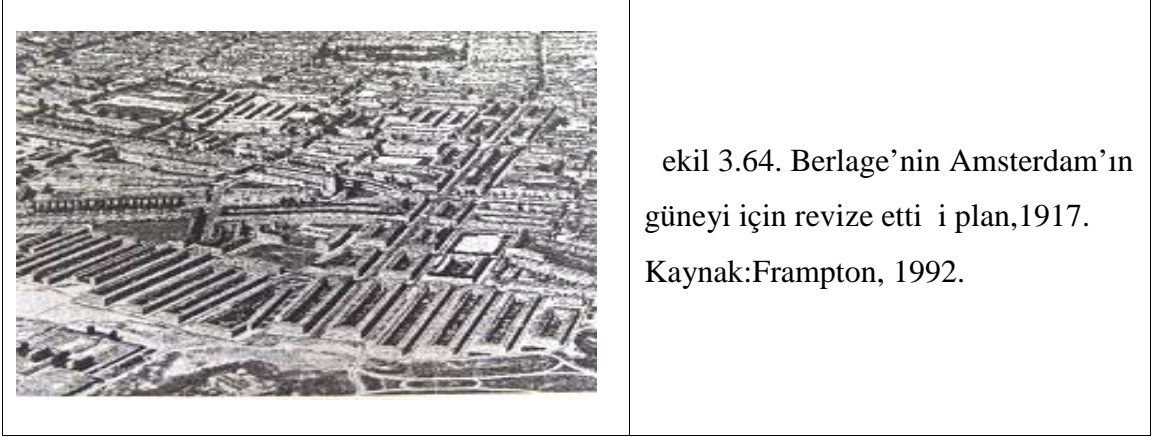 ekil 3.64. Berlage’nin Amsterdam’ın
güneyi için revize etti i plan,1917.
Kaynak:Frampton, 1992.